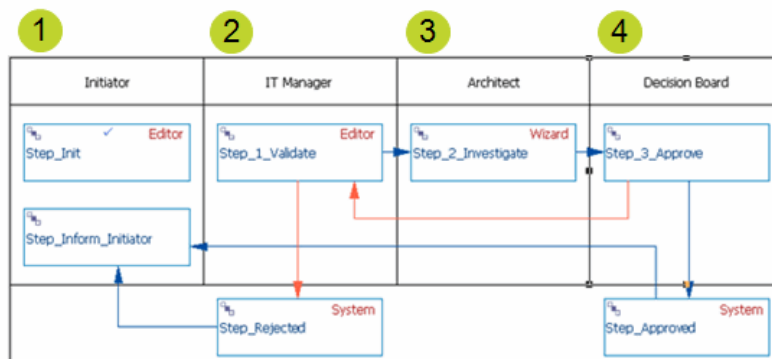 1
2
3
4
Initiator
IT Manager
Architect
Decision Board
Editor
Step_Init
Editor
Step_1_Validate
Wizard
Step_2_Investigate
Step_3_Approve
Step_Inform_Initiator
System
Step_Rejected
System
Step_Approved